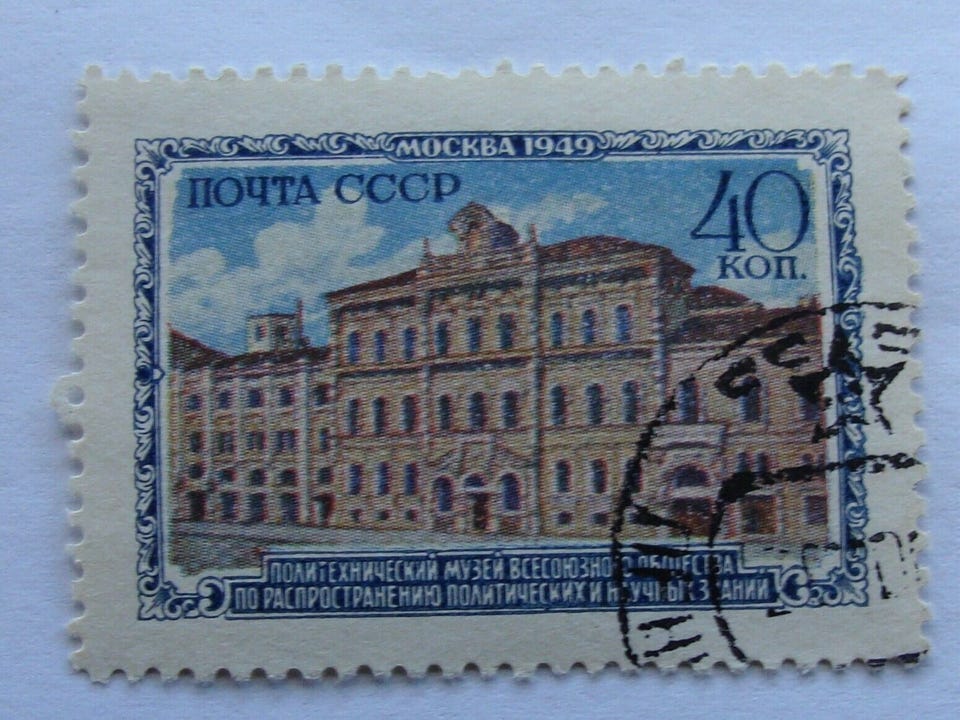 МОСКВА 1949
ПОЧТА СССР
40
КОП.
ПОЛИТЕХНИЧЕСКИЙ МУЗЕЙ ВСЕСОЮЗНОГО ОБЩЕСТВА
ПО РАСПРОСТРАНЕНИЮ ПОЛИТИЧЕСКИХ И НАУЧНЫХ ЗНАНИЙ